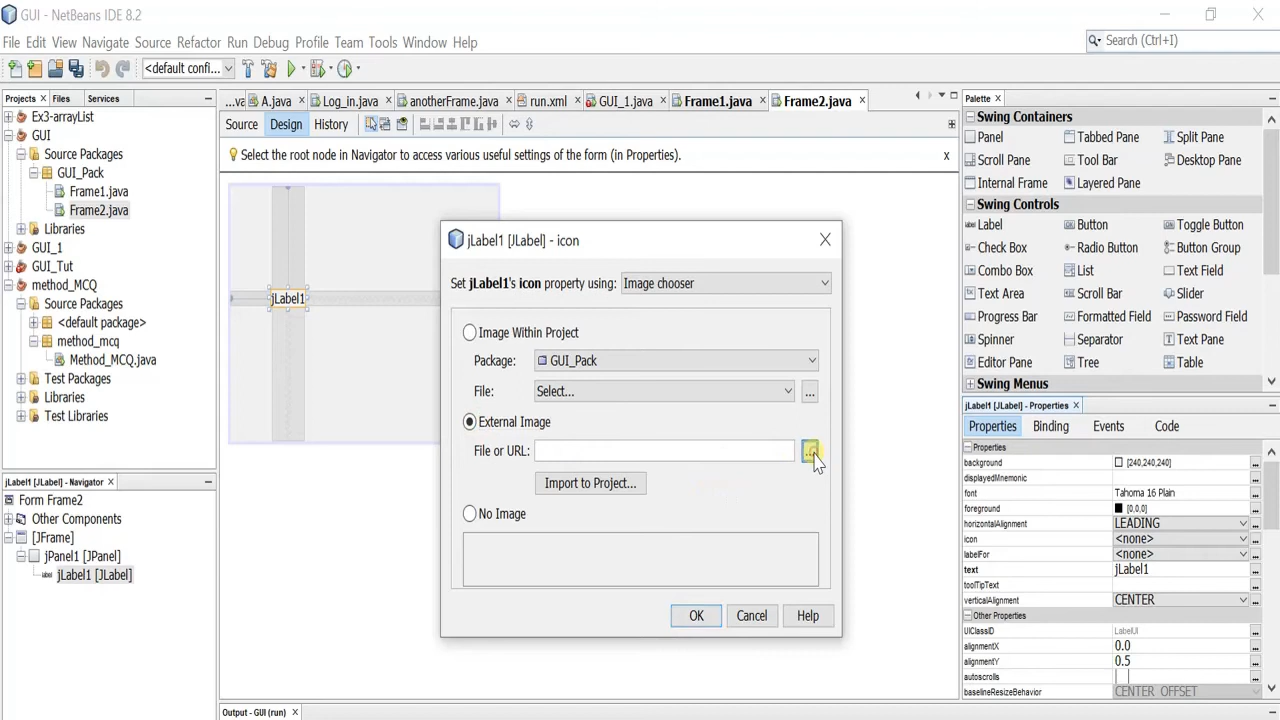 GUI - NetBeans IDE 8.2
File Edit View Navigate Source Refactor Run Debug Profile Team Tools Window Help
Search (Ctrl+I)
<default confi...
Projects Files Services
...va A.java Log_in.java anotherFrame.java run.xml GUI_1.java Frame1.java Frame2.java
Source Design History
Select the root node in Navigator to access various useful settings of the form (in Properties). x
Ex3-arrayList
GUI
Source Packages
GUI_Pack
Frame1.java
Frame2.java
Libraries
GUI_1
GUI_Tut
method_MCQ
Source Packages
<default package>
method_mcq
Method_MCQ.java
Test Packages
Libraries
Test Libraries
jLabel1 [JLabel] - Navigator
Form Frame2
Other Components
[JFrame]
jPanel1 [JPanel]
jLabel1 [JLabel]
jLabel1
jLabel1 [JLabel] - icon
Set jLabel1's icon property using: Image chooser
Image Within Project
Package: GUI_Pack
File: Select... ...
External Image
File or URL: ...
Import to Project...
No Image
OK Cancel Help
Output - GUI (run)
Palette
Swing Containers
Panel Tabbed Pane Split Pane
Scroll Pane Tool Bar Desktop Pane
Internal Frame Layered Pane
Swing Controls
Label Button Toggle Button
Check Box Radio Button Button Group
Combo Box List Text Field
Text Area Scroll Bar Slider
Progress Bar Formatted Field Password Field
Spinner Separator Text Pane
Editor Pane Tree Table
Swing Menus
jLabel1 [JLabel] - Properties
Properties Binding Events Code
Properties
background [240,240,240] ...
displayedMnemonic ...
font Tahoma 16 Plain ...
foreground [0,0,0] ...
horizontalAlignment LEADING ...
icon <none> ...
labelFor <none> ...
text jLabel1 ...
toolTipText ...
verticalAlignment CENTER ...
Other Properties
UIClassID LabelUI ...
alignmentX 0.0 ...
alignmentY 0.5 ...
autoscrolls ...
baselineResizeBehavior CENTER_OFFSET ...